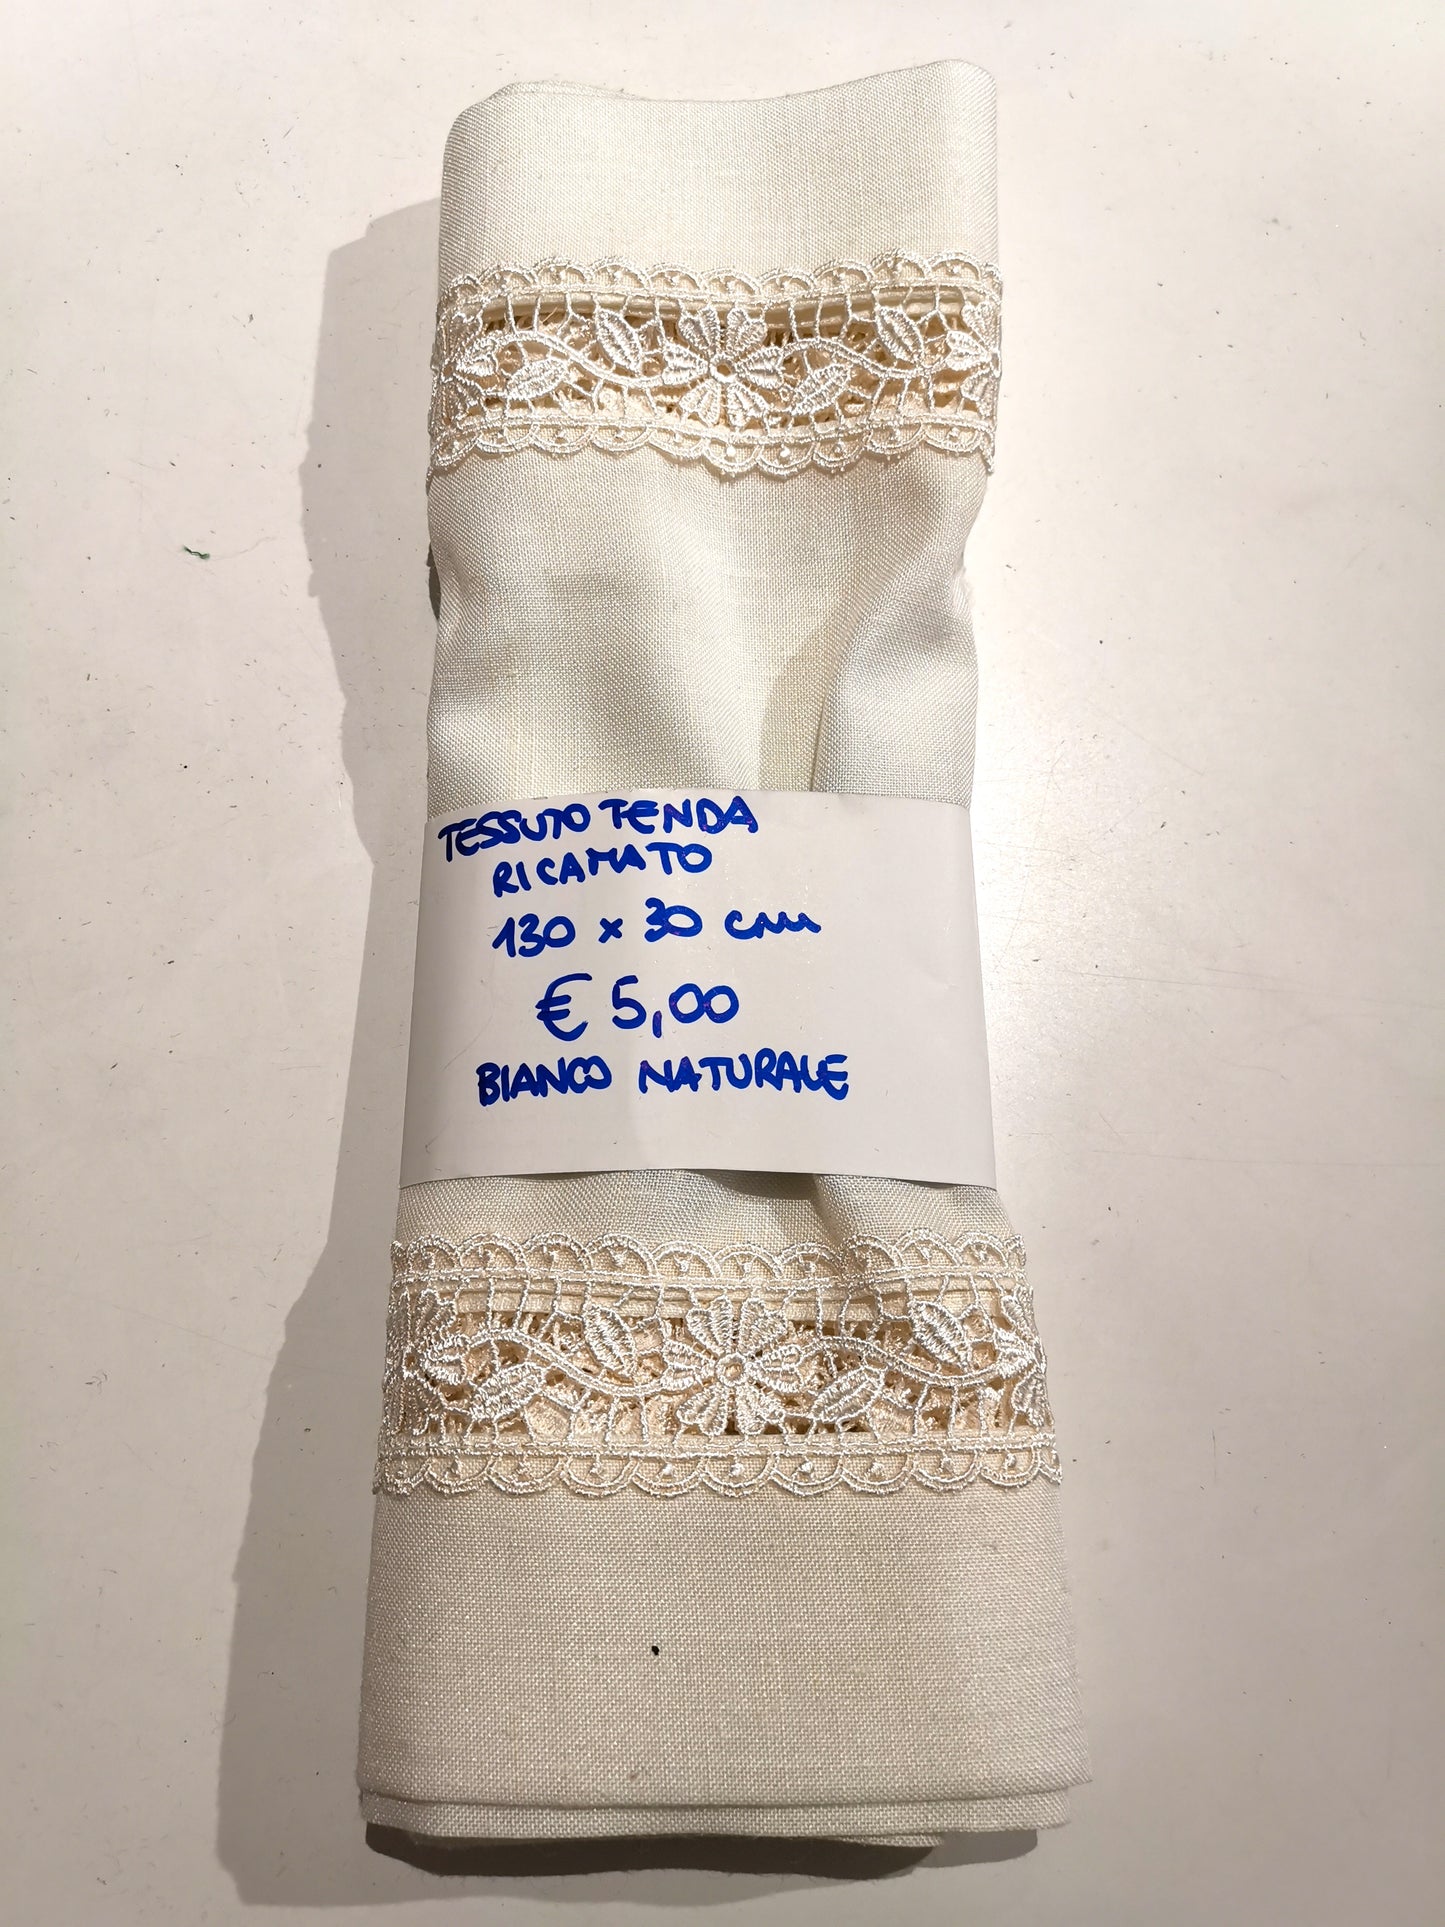 TESSUTO TENDA
RICAMATO
130 x 30 cm
€ 5,00
BIANCO NATURALE